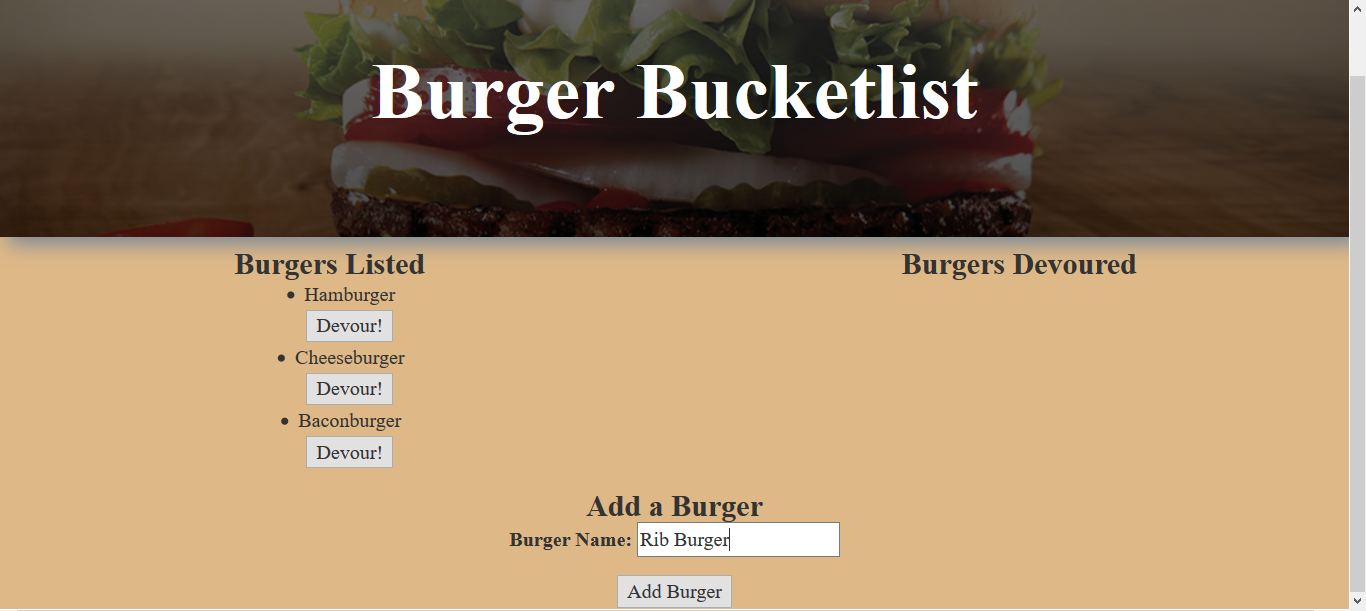 Burger Bucketlist
Burgers Listed
Hamburger
Devour!
Cheeseburger
Devour!
Baconburger
Devour!
Burgers Devoured
Add a Burger
Burger Name: Rib Burger
Add Burger